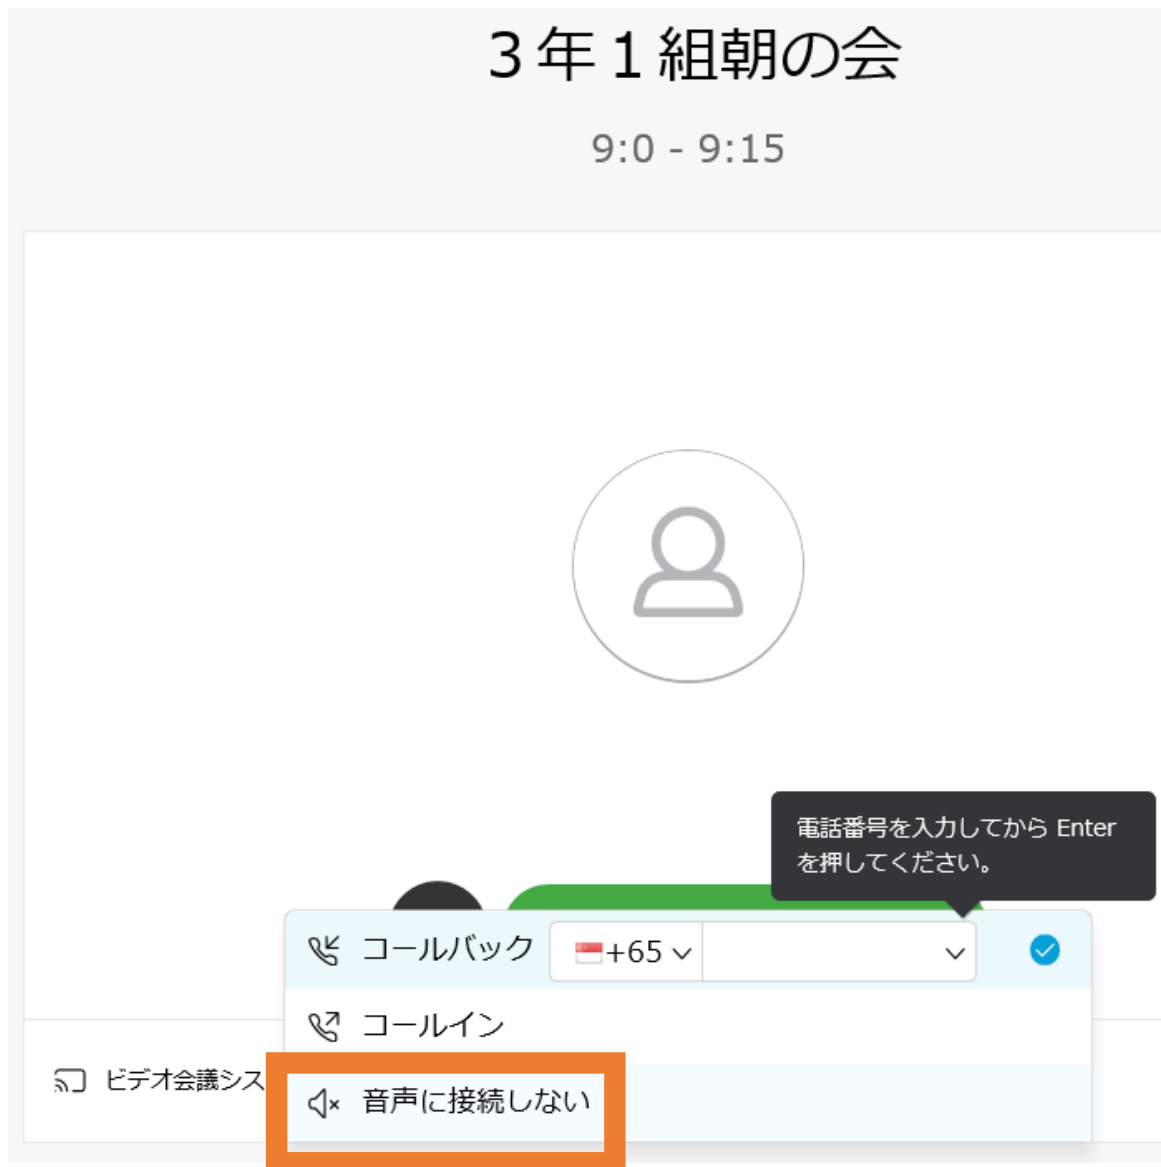 ３年１組朝の会
9:0 - 9:15
電話番号を入力してから Enter
を押してください。
コールバック +65
コールイン
ビデオ会議シス
音声に接続しない